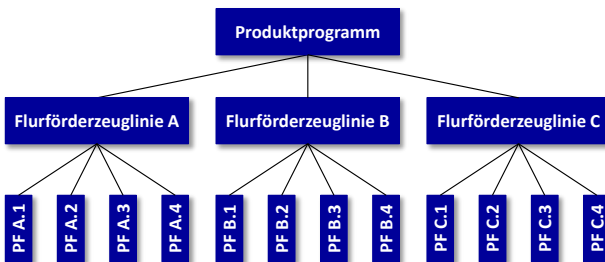 Produktprogramm
Flurförderzeuglinie A
Flurförderzeuglinie B
Flurförderzeuglinie C
PF A.1
PF A.2
PF A.3
PF A.4
PF B.1
PF B.2
PF B.3
PF B.4
PF C.1
PF C.2
PF C.3
PF C.4